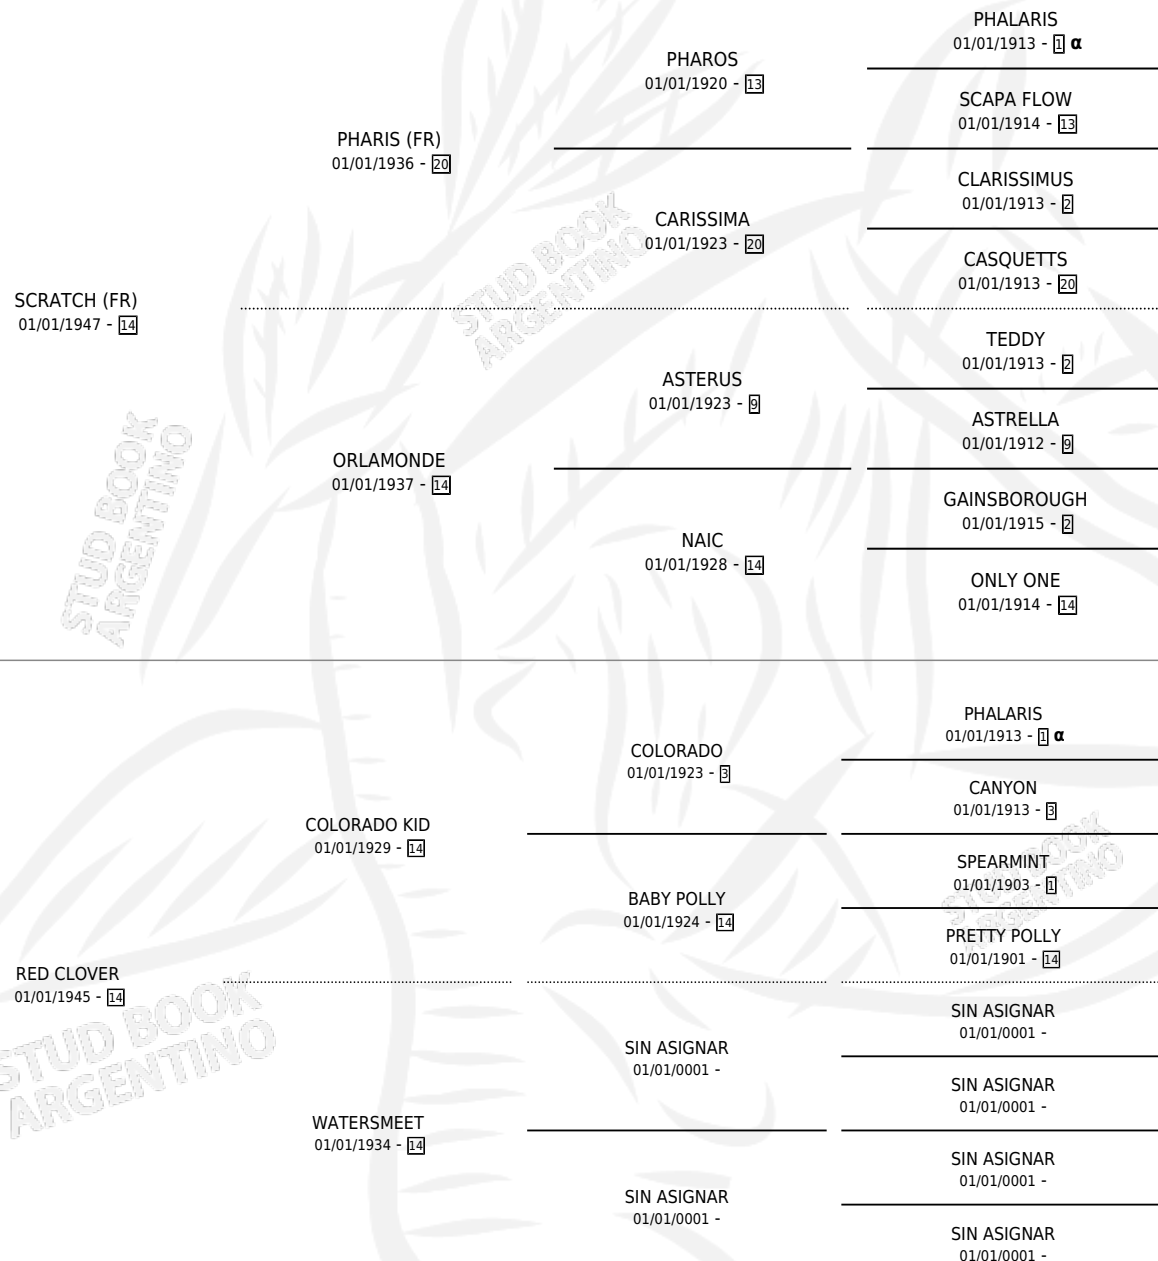 PHALARIS
01/01/1913 - 1 α
PHAROS
01/01/1920 - 13
SCAPA FLOW
01/01/1914 - 13
PHARIS (FR)
01/01/1936 - 20
CLARISSIMUS
01/01/1913 - 2
CARISSIMA
01/01/1923 - 20
CASQUETTS
01/01/1913 - 20
SCRATCH (FR)
01/01/1947 - 14
TEDDY
01/01/1913 - 2
ASTERUS
01/01/1923 - 9
ASTRELLA
01/01/1912 - 9
ORLAMONDE
01/01/1937 - 14
GAINSBOROUGH
01/01/1915 - 2
NAIC
01/01/1928 - 14
ONLY ONE
01/01/1914 - 14
PHALARIS
01/01/1913 - 1 α
COLORADO
01/01/1923 - 3
CANYON
01/01/1913 - 3
COLORADO KID
01/01/1929 - 14
SPEARMINT
01/01/1903 - 1
BABY POLLY
01/01/1924 - 14
PRETTY POLLY
01/01/1901 - 14
RED CLOVER
01/01/1945 - 14
SIN ASIGNAR
01/01/0001 -
SIN ASIGNAR
01/01/0001 -
SIN ASIGNAR
01/01/0001 -
WATERSMEET
01/01/1934 - 14
SIN ASIGNAR
01/01/0001 -
SIN ASIGNAR
01/01/0001 -
SIN ASIGNAR
01/01/0001 -
STUD BOOK
ARGENTINO
STUD BOOK
ARGENTINO
STUD BOOK
ARGENTINO
STUD BOOK
ARGENTINO